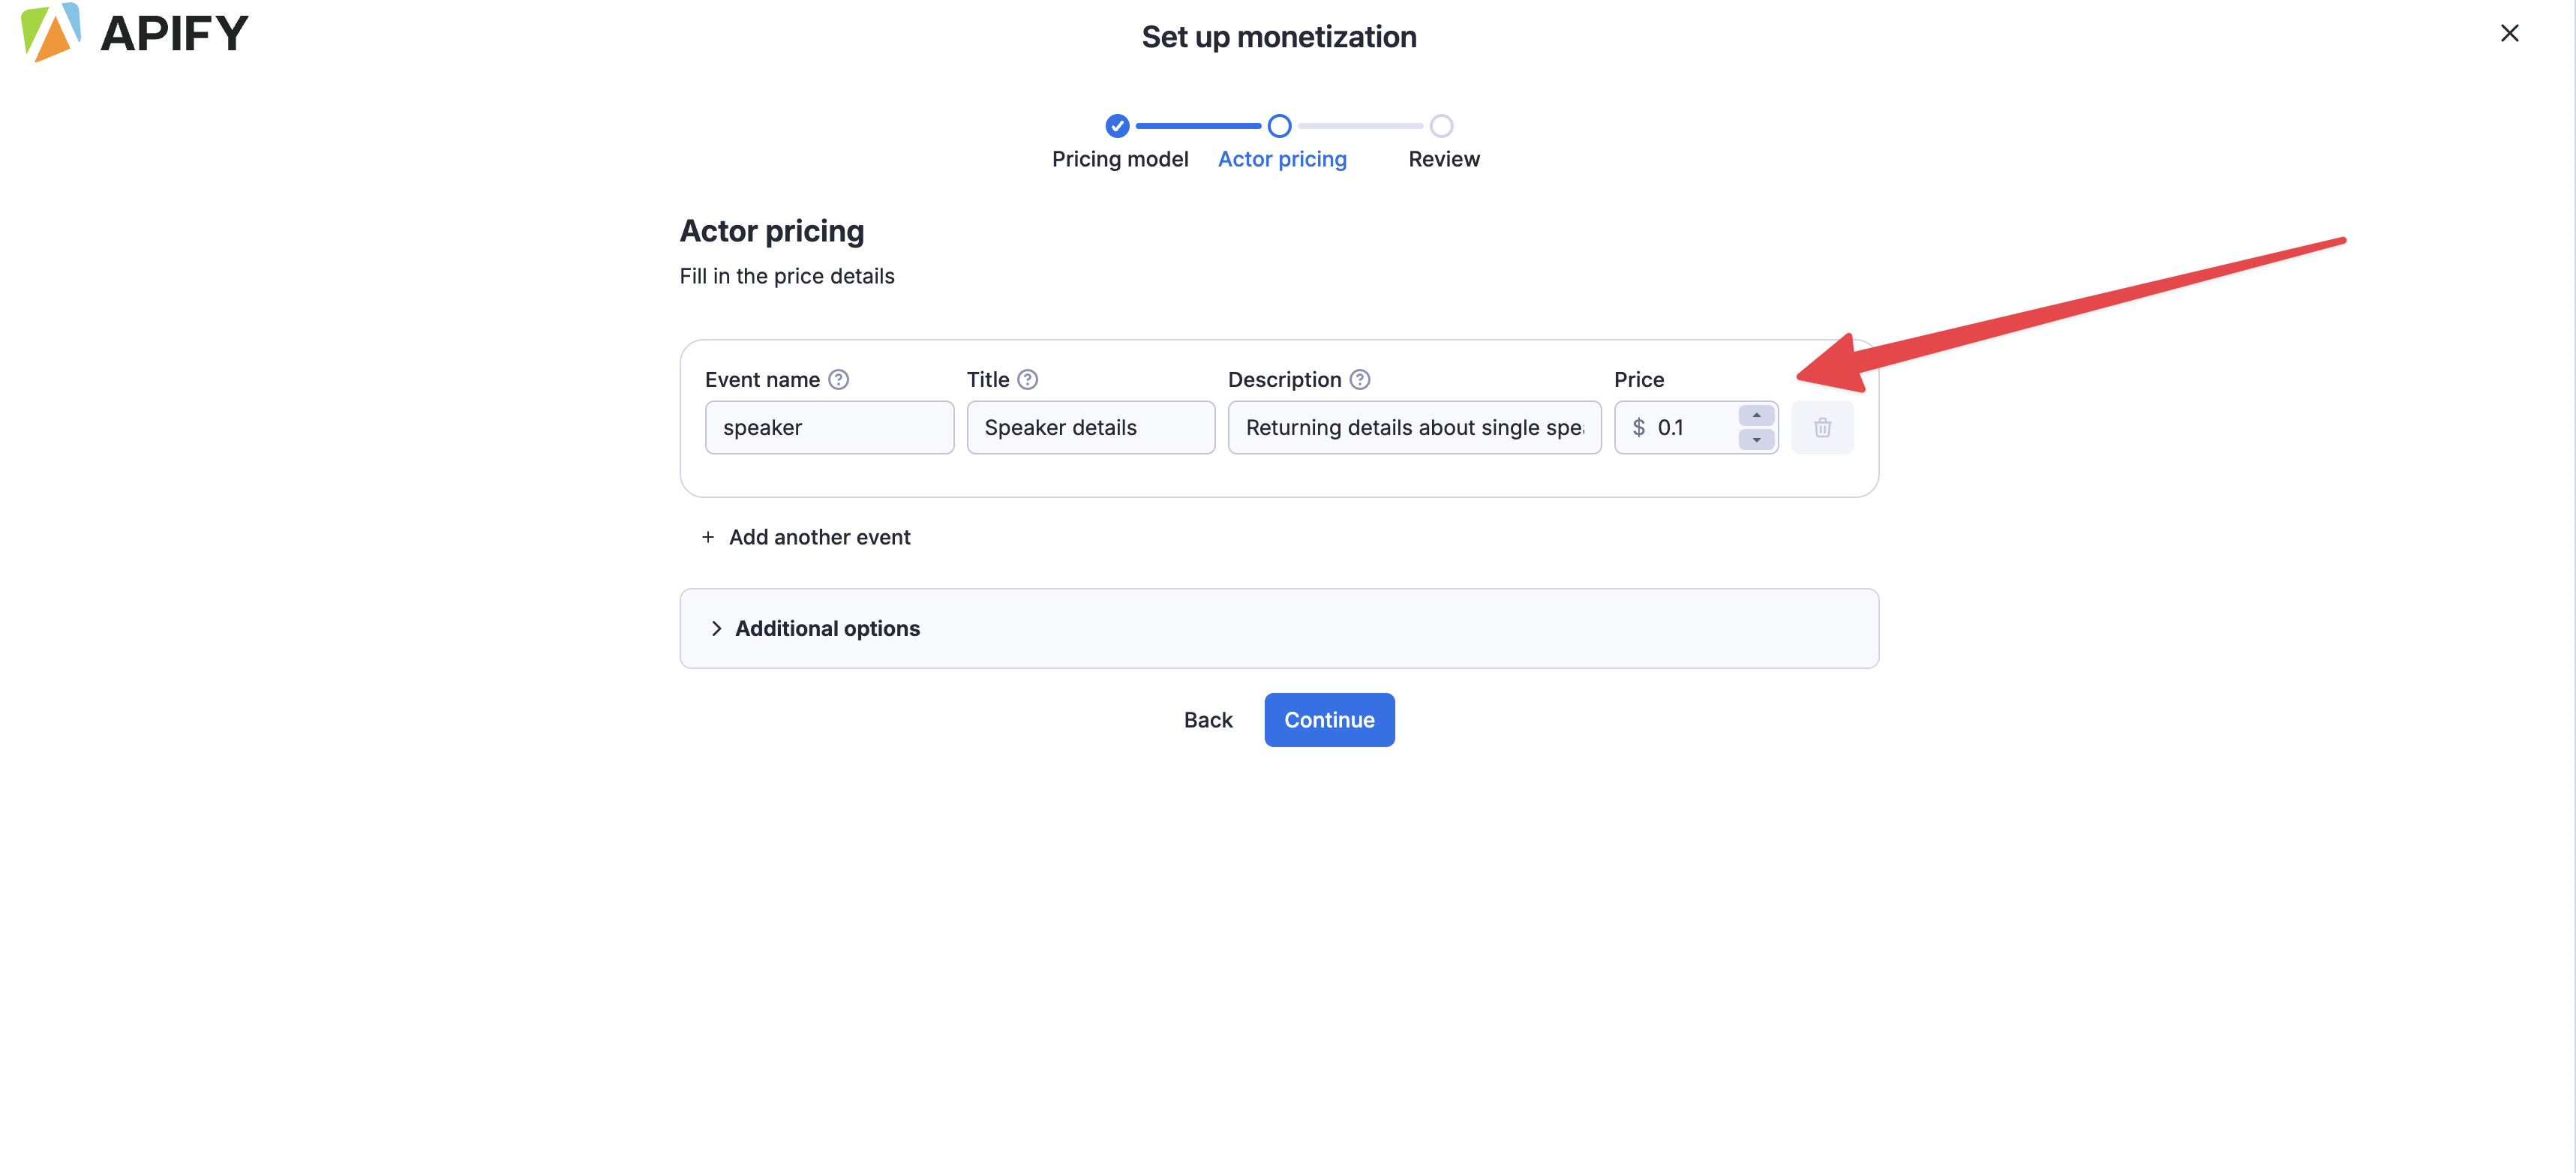 APIFY
Set up monetization
Pricing model Actor pricing Review
Actor pricing
Fill in the price details
Event name ? Title ? Description ? Price
speaker Speaker details Returning details about single $ 0.1
+ Add another event
Additional options
Back Continue